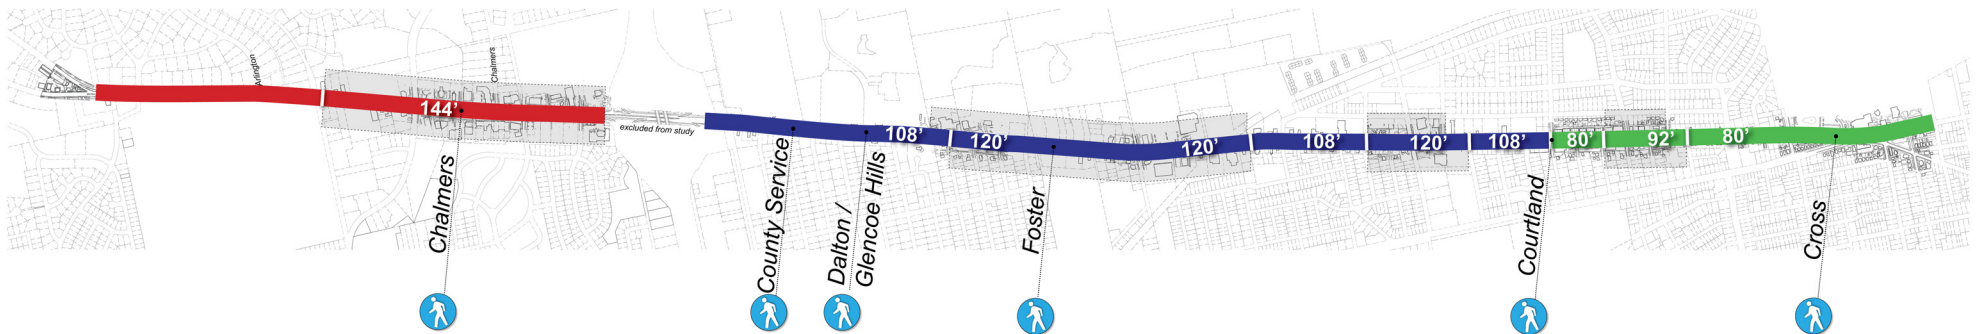 Arlington
Chalmers
144'
excluded from study
108'
120'
120'
108'
120'
108'
80'
92'
80'
Chalmers
County Service
Dalton /
Glencoe Hills
Foster
Courtland
Cross